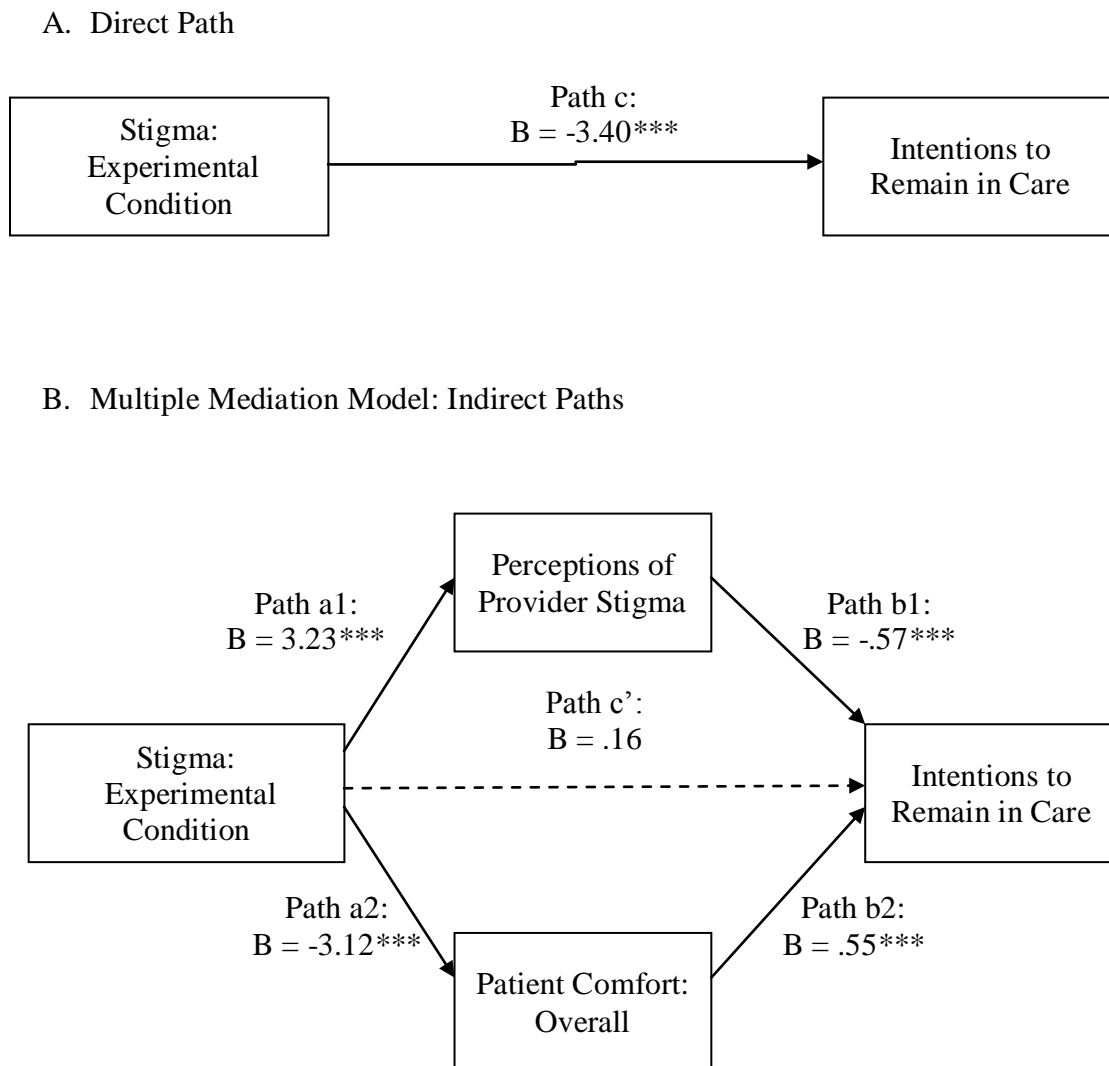 A. Direct Path
Path c:
B = -3.40***
Stigma:
Experimental
Condition
Intentions to
Remain in Care
B. Multiple Mediation Model: Indirect Paths
Perceptions of
Provider Stigma
Path a1:
B = 3.23***
Path b1:
B = -.57***
Path c’:
B = .16
Stigma:
Experimental
Condition
Intentions to
Remain in Care
Path a2:
B = -3.12***
Path b2:
B = .55***
Patient Comfort:
Overall